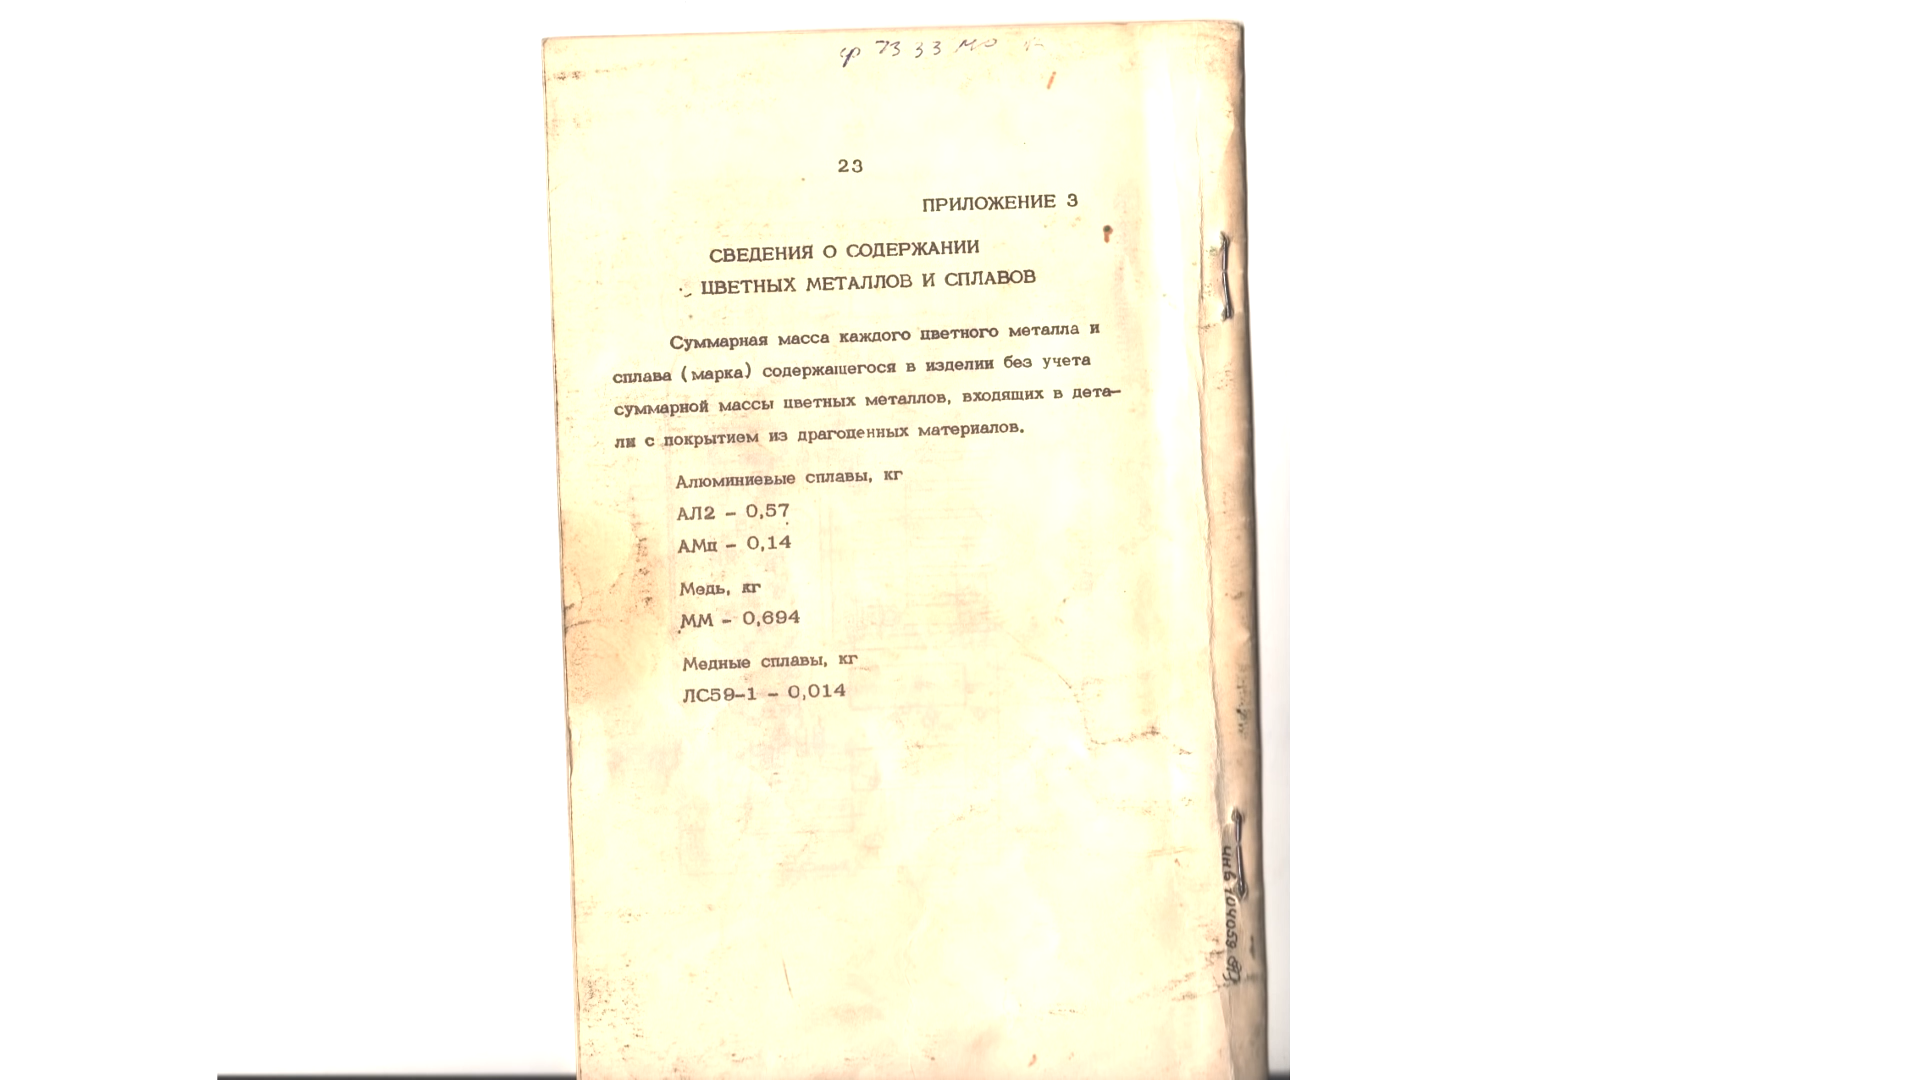 23
ПРИЛОЖЕНИЕ 3
СВЕДЕНИЯ О СОДЕРЖАНИИ
ЦВЕТНЫХ МЕТАЛЛОВ И СПЛАВОВ
Суммарная масса каждого цветного металла и
сплава (марка) содержащегося в изделии без учета
суммарной массы цветных металлов, входящих в дета-
ли с покрытием из драгоценных материалов.
Алюминиевые сплавы, кг
АЛ2 - 0,57
АМц - 0,14
Медь, кг
ММ - 0,694
Медные сплавы, кг
ЛС59-1 - 0,014